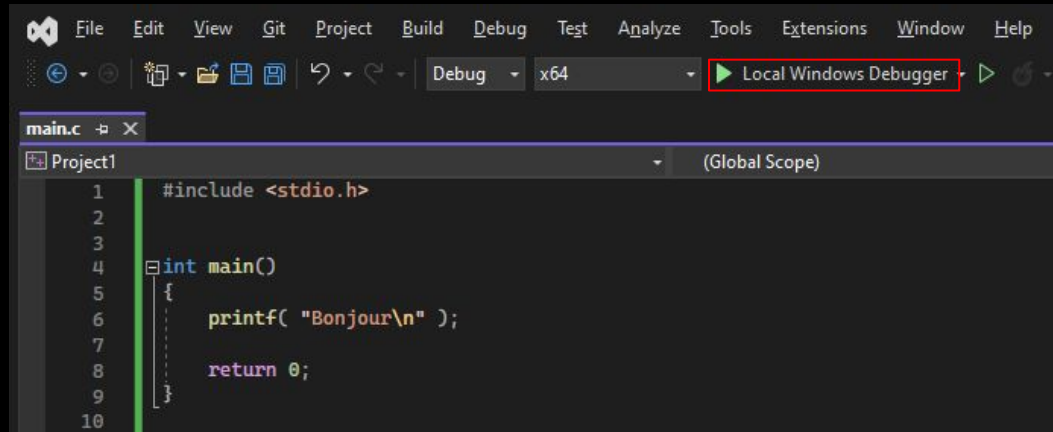 File Edit View Git Project Build Debug Test Analyze Tools Extensions Window Help
Debug x64 Local Windows Debugger
main.c
Project1 (Global Scope)
1 #include <stdio.h>
2
3
4 int main()
5 {
6 printf( "Bonjour\n" );
7
8 return 0;
9 }
10